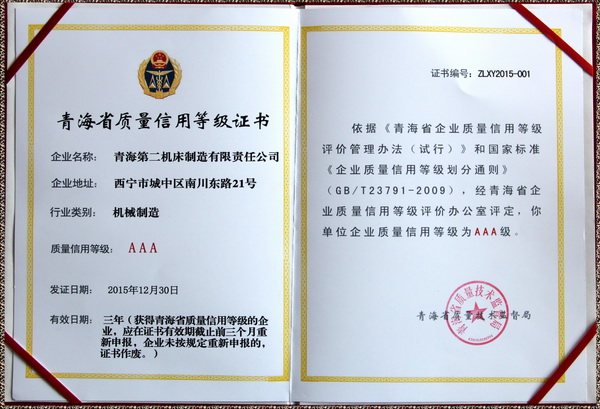 青海省质量信用等级证书
企业名称： 青海第二机床制造有限责任公司
企业地址： 西宁市城中区南川东路21号
行业类别： 机械制造
质量信用等级： AAA
发证日期： 2015年12月30日
有效日期： 三年（获得青海省质量信用等级的企
业，应在证书有效期截止前三个月重
新申报，企业未按规定重新申报的，
证书作废。）
证书编号：ZLXY2015-001
依据《青海省企业质量信用等级
评价管理办法（试行）》和国家标准
《企业质量信用等级划分通则》
（GB/T23791-2009），经青海省企
业质量信用等级评价办公室评定，你
单位企业质量信用等级为AAA级。
青海省质量技术监督局
青海省质量技术监督局